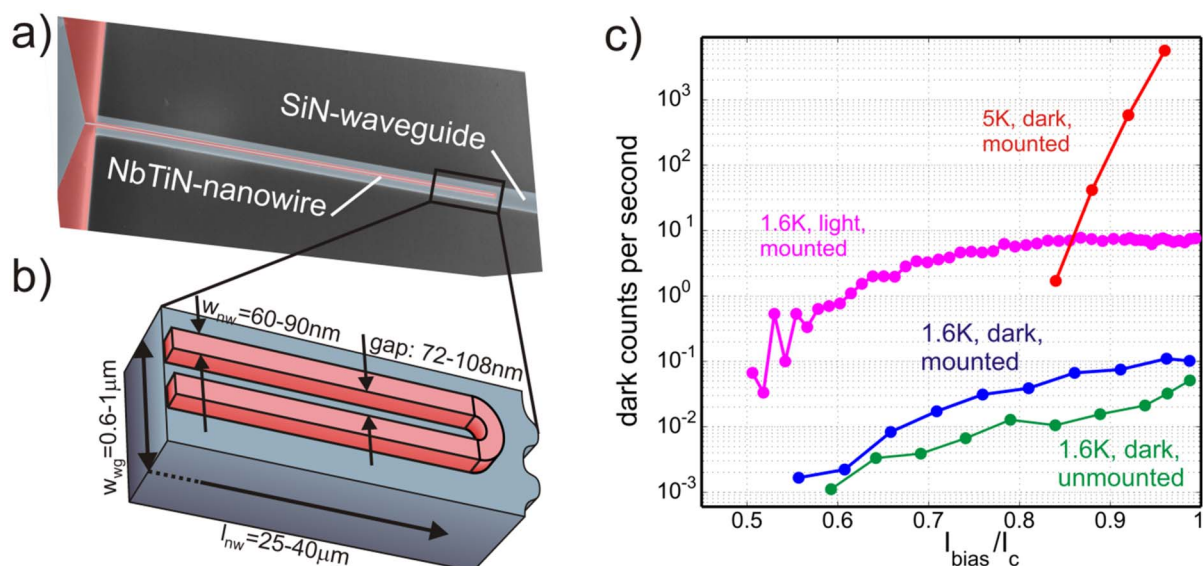 a)
SiN-waveguide
NbTiN-nanowire
b)
w_nw=60-90nm
gap: 72-108nm
w_wg=0.6-1μm
l_nw=25-40μm
c)
dark counts per second
10^3
10^2
10^1
10^0
10^-1
10^-2
10^-3
5K, dark,
mounted
1.6K, light,
mounted
1.6K, dark,
mounted
1.6K, dark,
unmounted
0.5 0.6 0.7 0.8 0.9 1
I_bias/I_c